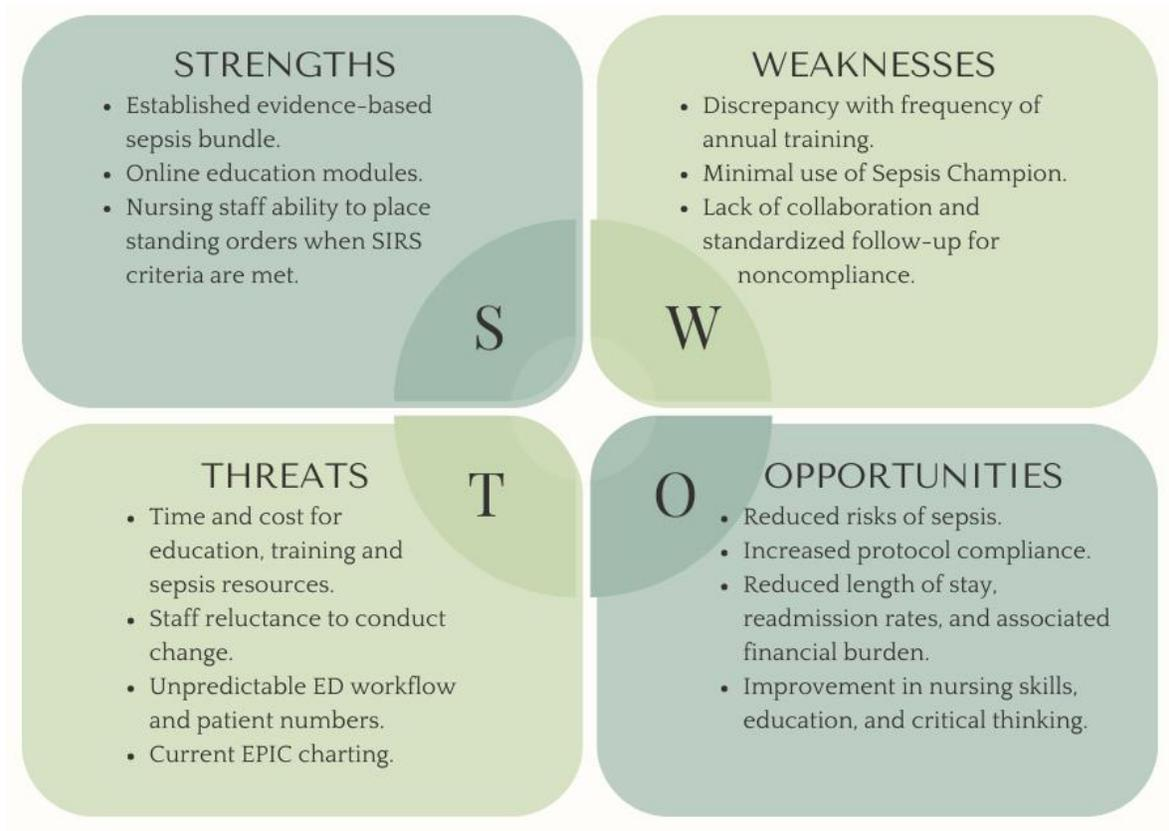 STRENGTHS
• Established evidence-based
sepsis bundle.
• Online education modules.
• Nursing staff ability to place
standing orders when SIRS
criteria are met.
S
WEAKNESSES
• Discrepancy with frequency of
annual training.
• Minimal use of Sepsis Champion.
• Lack of collaboration and
standardized follow-up for
noncompliance.
W
THREATS
• Time and cost for
education, training and
sepsis resources.
• Staff reluctance to conduct
change.
• Unpredictable ED workflow
and patient numbers.
• Current EPIC charting.
T
OPPORTUNITIES
• Reduced risks of sepsis.
• Increased protocol compliance.
• Reduced length of stay,
readmission rates, and associated
financial burden.
• Improvement in nursing skills,
education, and critical thinking.
O